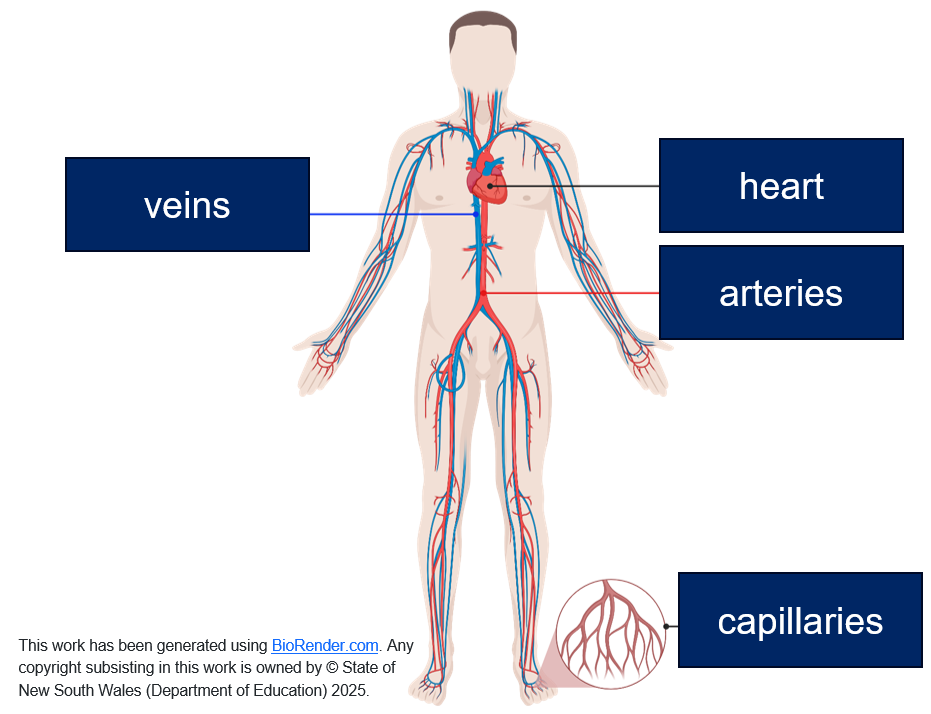 heart
veins
arteries
capillaries
This work has been generated using BioRender.com. Any
copyright subsisting in this work is owned by © State of
New South Wales (Department of Education) 2025.